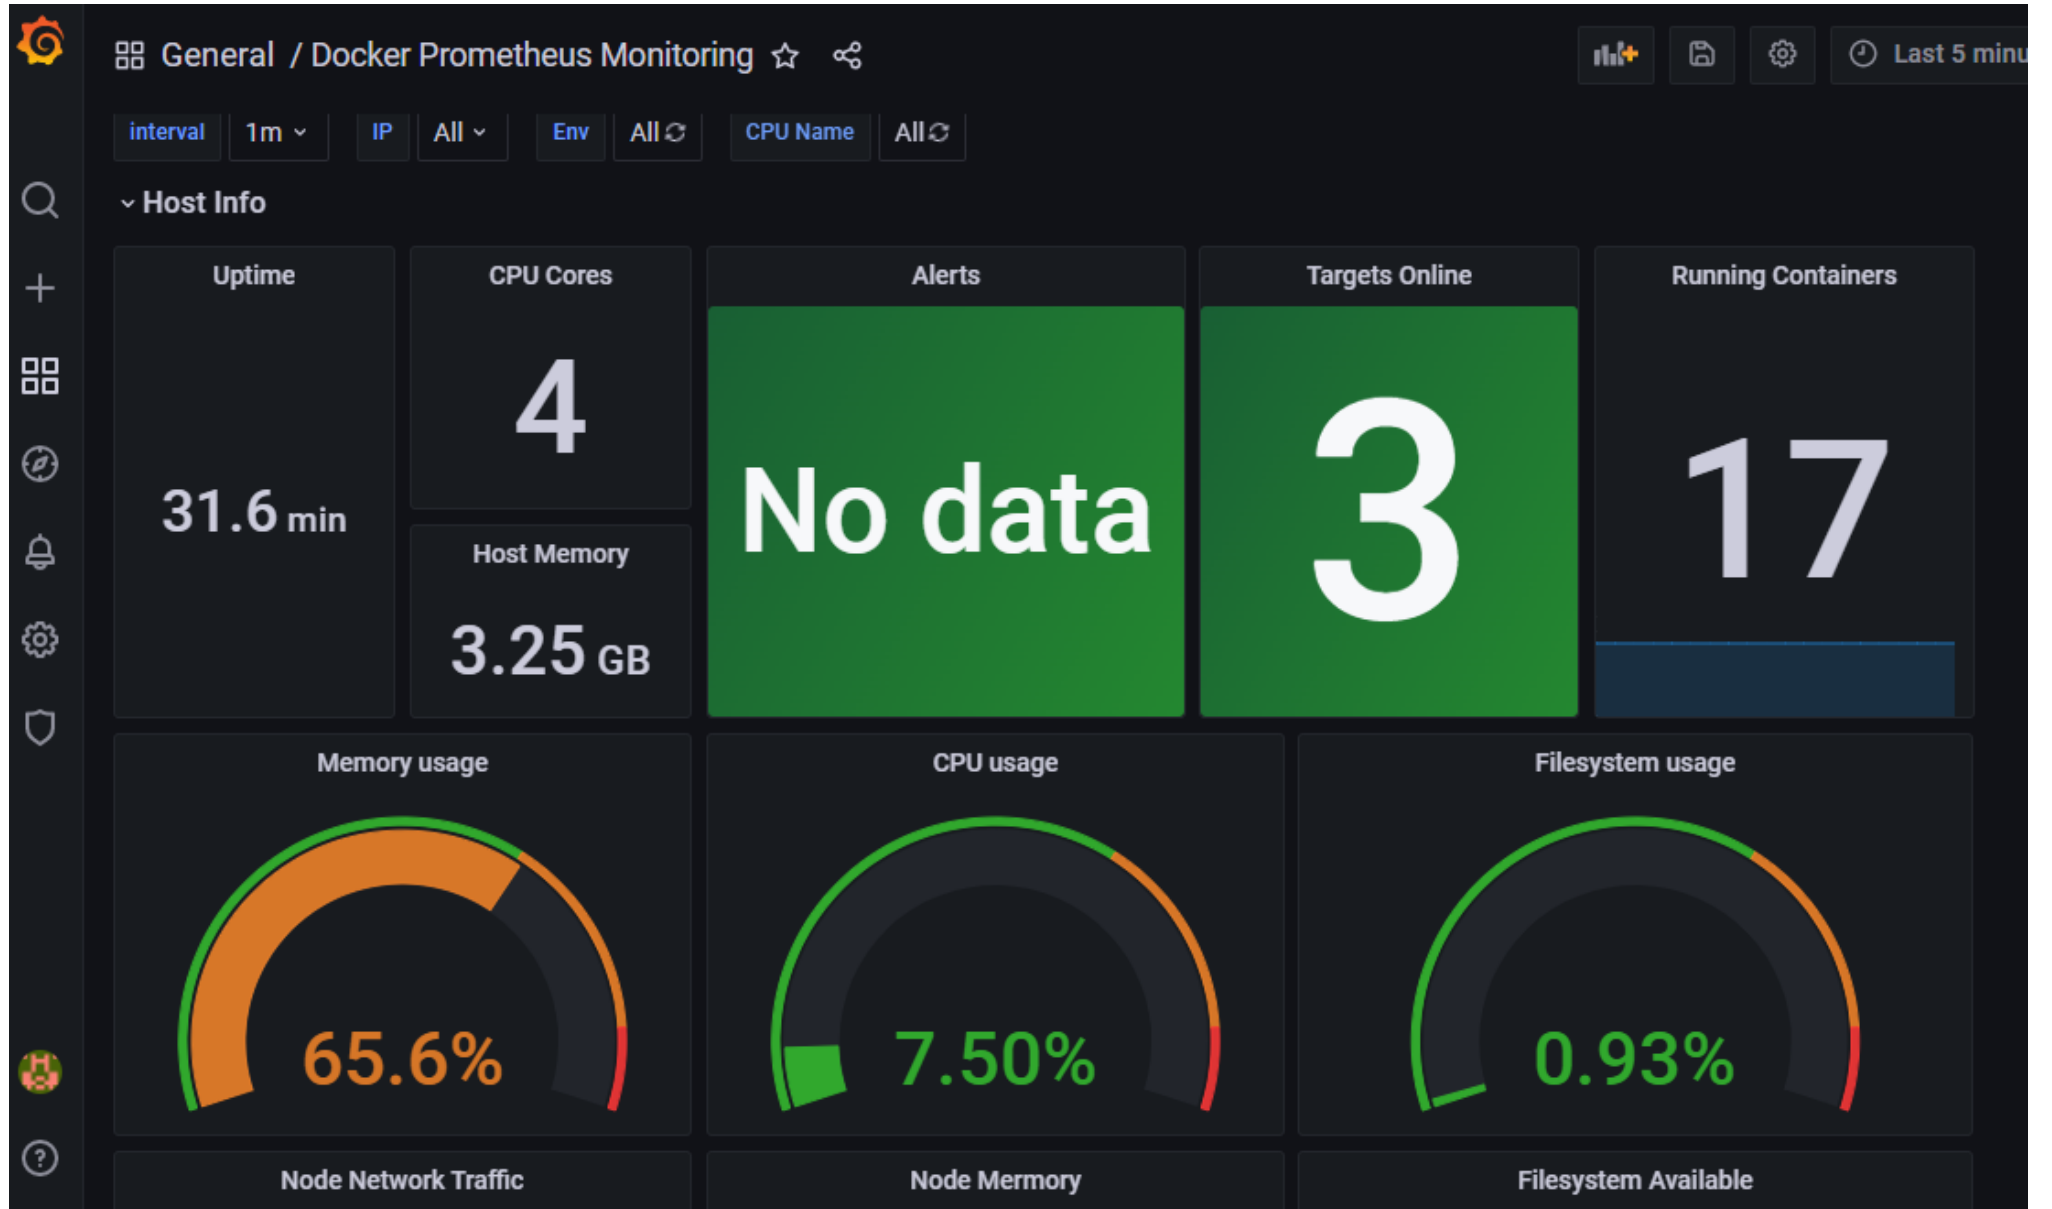 General / Docker Prometheus Monitoring
Last 5 minu
interval 1m IP All Env All CPU Name All
Host Info
Uptime
31.6 min
CPU Cores
4
Host Memory
3.25 GB
Alerts
No data
Targets Online
3
Running Containers
17
Memory usage
65.6%
CPU usage
7.50%
Filesystem usage
0.93%
Node Network Traffic
Node Mermory
Filesystem Available